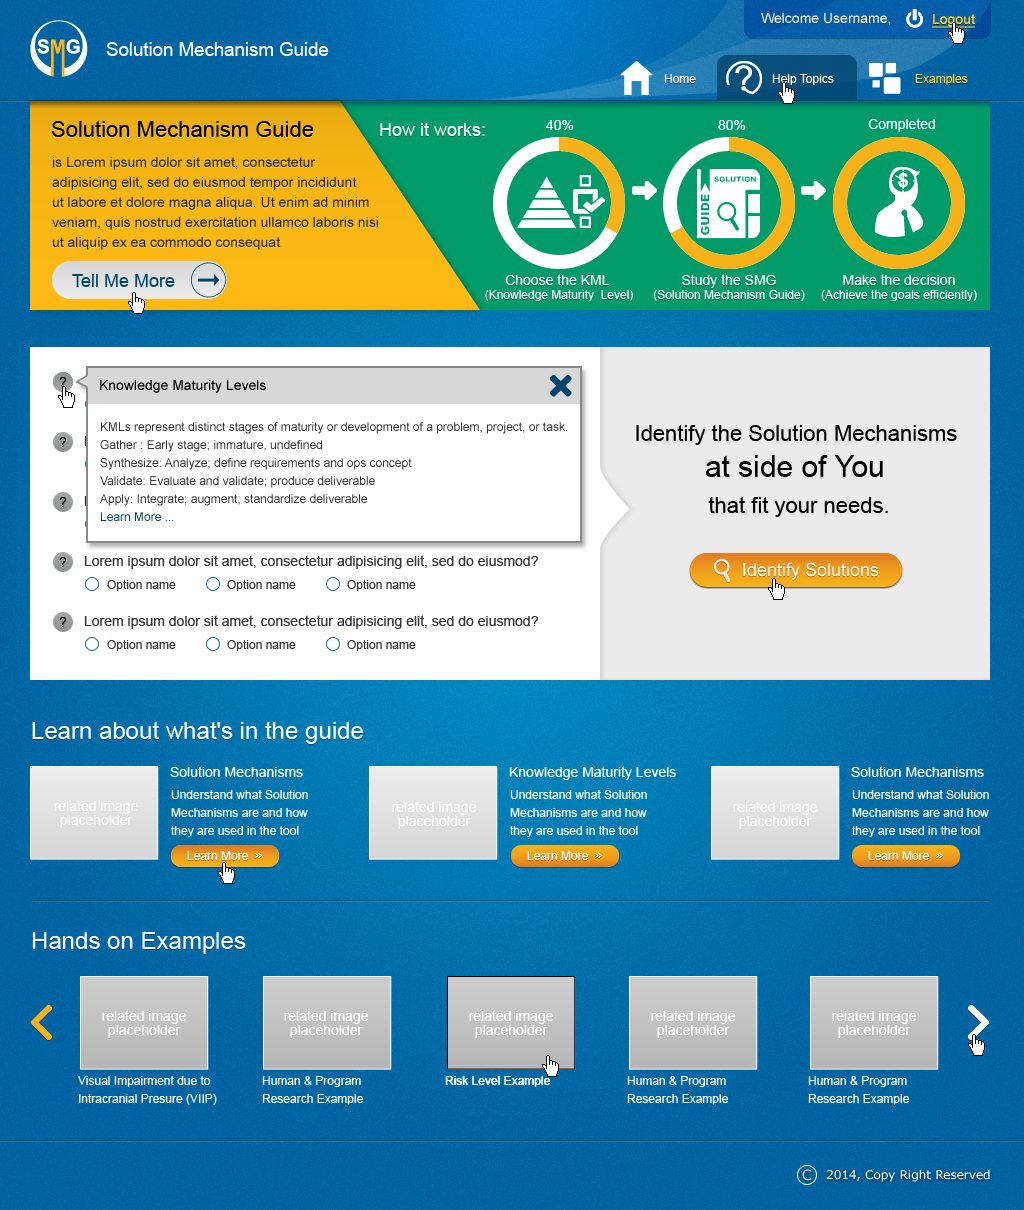 Welcome Username,
Logout
SMG
Solution Mechanism Guide
Home
Help Topics
Examples
Solution Mechanism Guide
is Lorem ipsum dolor sit amet, consectetur
adipisicing elit, sed do eiusmod tempor incididunt
ut labore et dolore magna aliqua. Ut enim ad minim
veniam, quis nostrud exercitation ullamco laboris nisi
ut aliquip ex ea commodo consequat
Tell Me More
How it works:
40%
80%
Completed
SOLUTION
GUIDE
$
Choose the KML
(Knowledge Maturity Level)
Study the SMG
(Solution Mechanism Guide)
Make the decision
(Achieve the goals efficiently)
?
Knowledge Maturity Levels
KMLs represent distinct stages of maturity or development of a problem, project, or task.
Gather : Early stage; immature, undefined
Synthesize: Analyze; define requirements and ops concept
Validate: Evaluate and validate; produce deliverable
Apply: Integrate; augment; standardize deliverable
Learn More ...
?
?
? Lorem ipsum dolor sit amet, consectetur adipisicing elit, sed do eiusmod?
Option name Option name Option name
? Lorem ipsum dolor sit amet, consectetur adipisicing elit, sed do eiusmod?
Option name Option name Option name
Identify the Solution Mechanisms
at side of You
that fit your needs.
Identify Solutions
Learn about what's in the guide
related image
placeholder
Solution Mechanisms
Understand what Solution
Mechanisms are and how
they are used in the tool
Learn More »
related image
placeholder
Knowledge Maturity Levels
Understand what Solution
Mechanisms are and how
they are used in the tool
Learn More »
related image
placeholder
Solution Mechanisms
Understand what Solution
Mechanisms are and how
they are used in the tool
Learn More »
Hands on Examples
related image
placeholder
Visual Impairment due to
Intracranial Presure (VIIP)
related image
placeholder
Human & Program
Research Example
related image
placeholder
Risk Level Example
related image
placeholder
Human & Program
Research Example
related image
placeholder
Human & Program
Research Example
© 2014, Copy Right Reserved